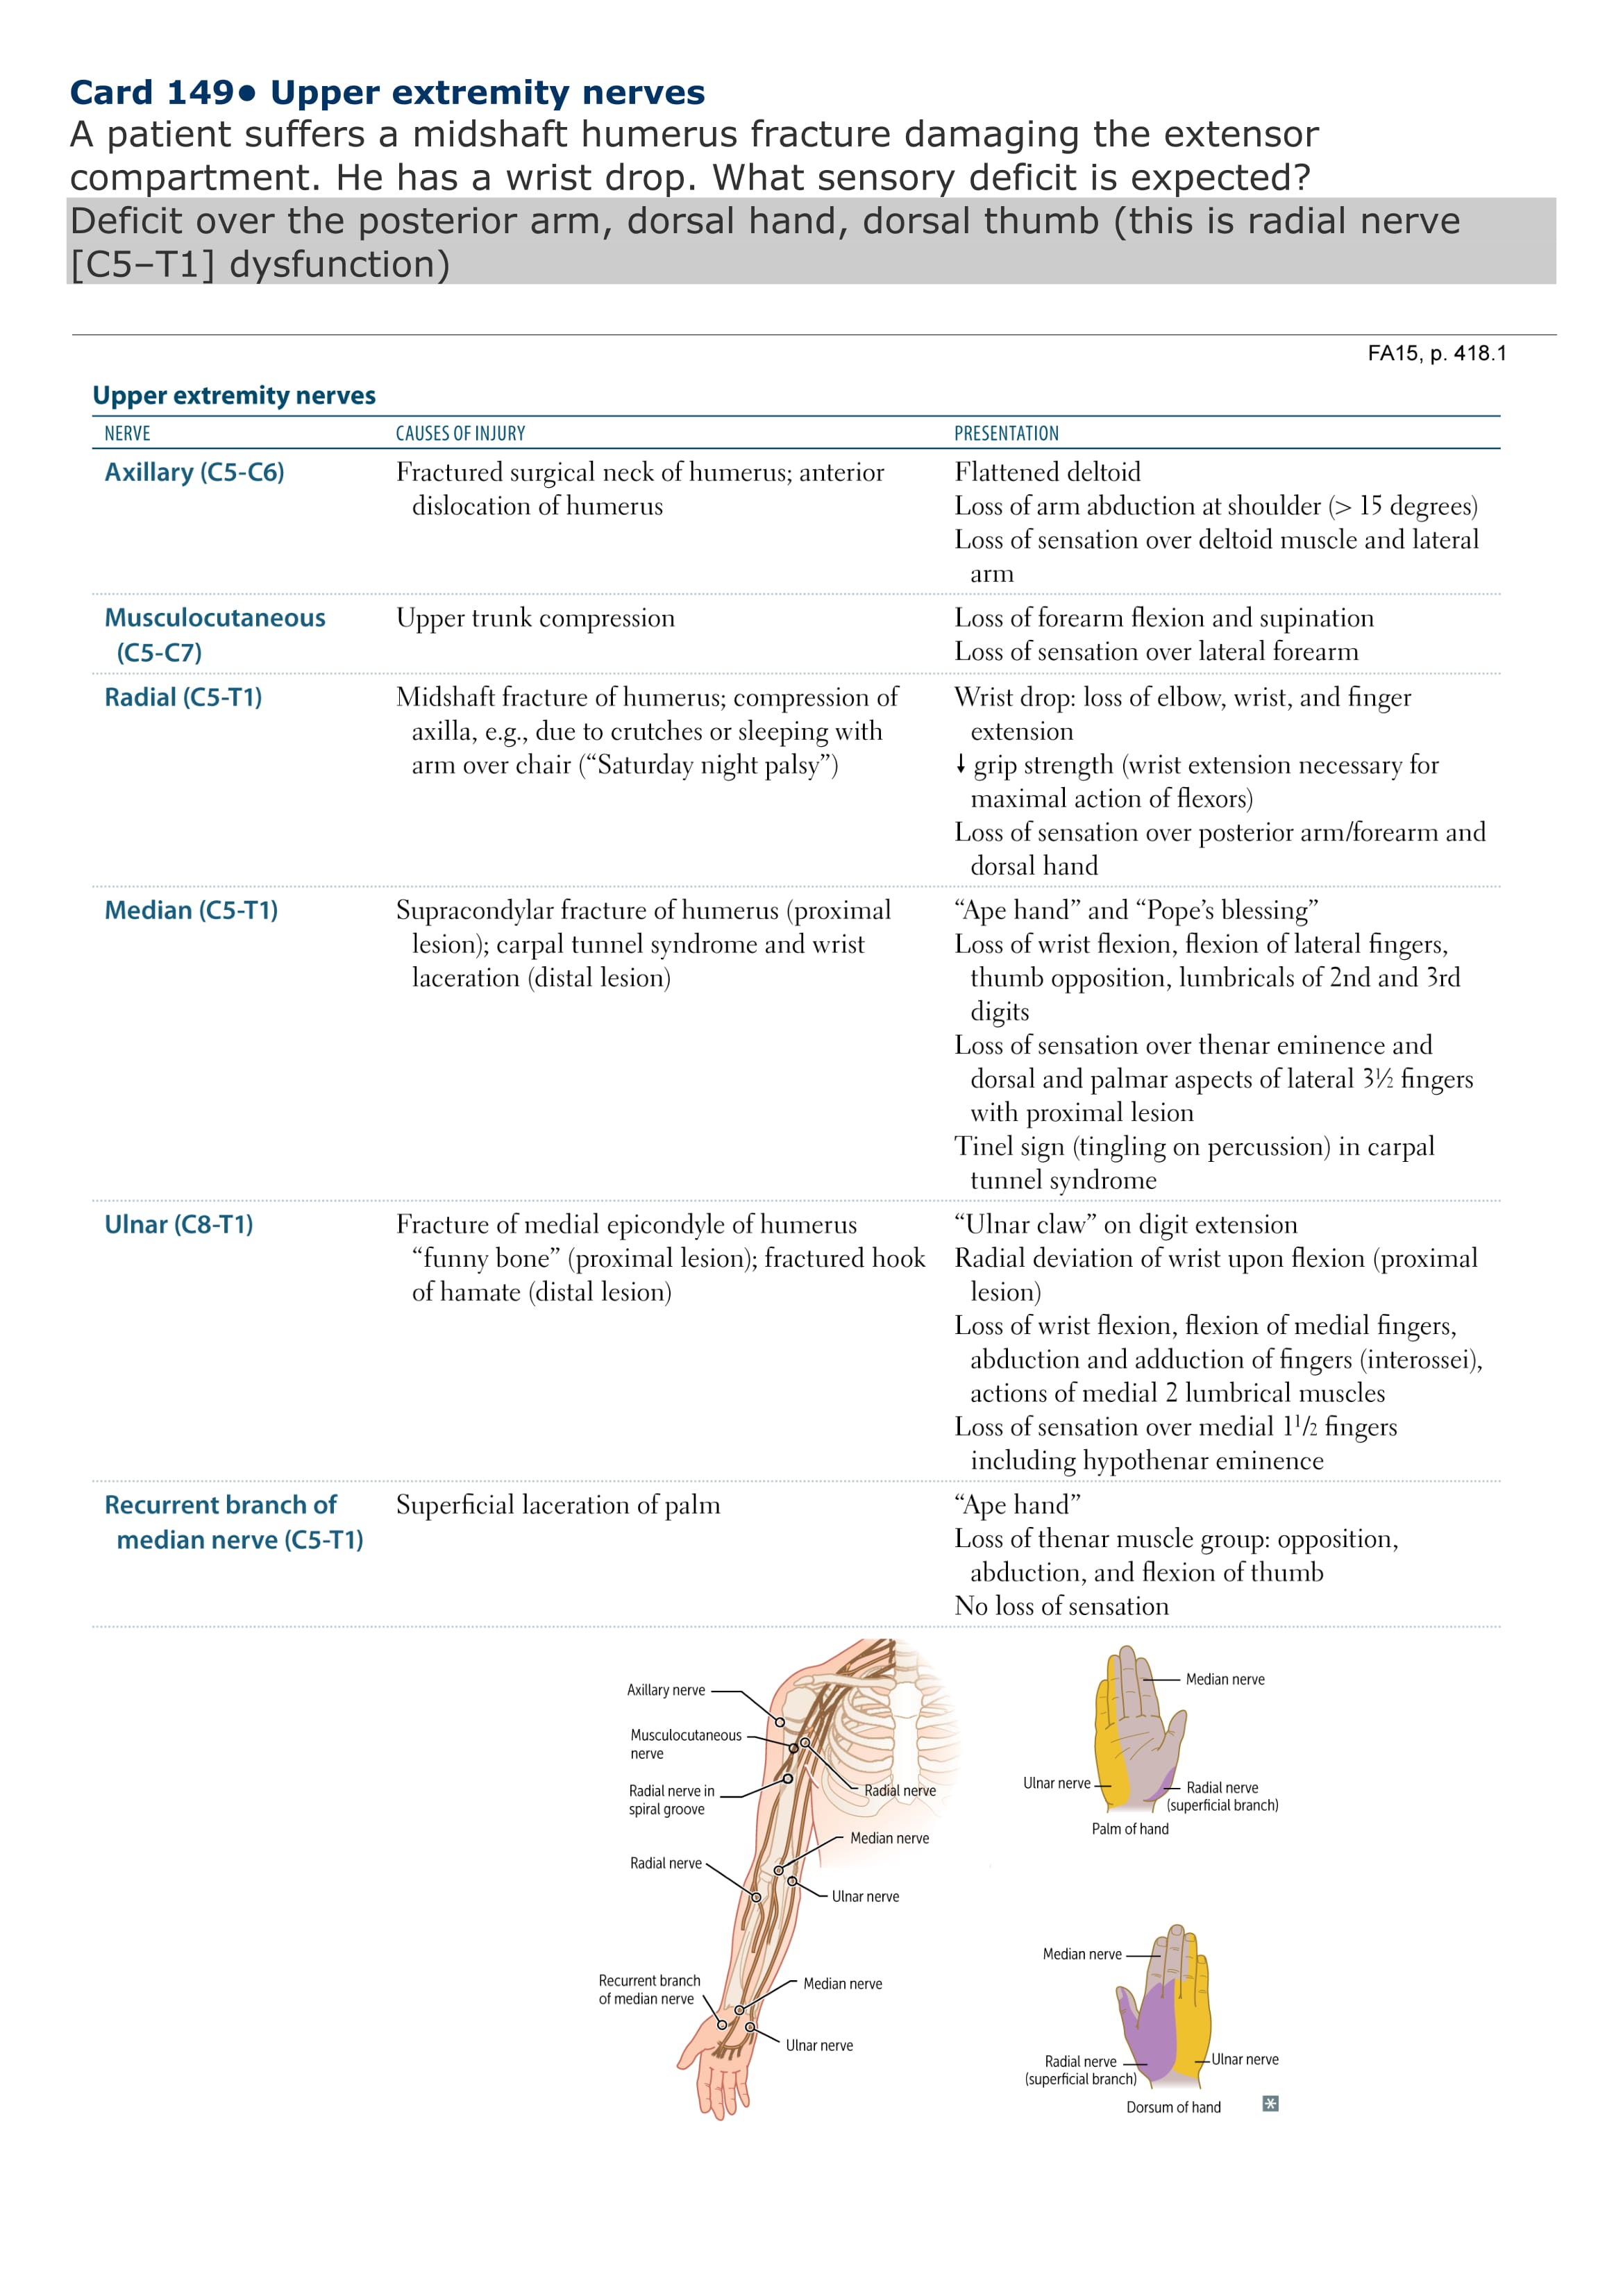 Card 149● Upper extremity nerves
A patient suffers a midshaft humerus fracture damaging the extensor
compartment. He has a wrist drop. What sensory deficit is expected?
Deficit over the posterior arm, dorsal hand, dorsal thumb (this is radial nerve
[C5–T1] dysfunction)
FA15, p. 418.1
Upper extremity nerves
NERVE CAUSES OF INJURY PRESENTATION
Axillary (C5-C6) Fractured surgical neck of humerus; anterior Flattened deltoid
dislocation of humerus Loss of arm abduction at shoulder (> 15 degrees)
Loss of sensation over deltoid muscle and lateral
arm
Musculocutaneous Upper trunk compression Loss of forearm flexion and supination
(C5-C7) Loss of sensation over lateral forearm
Radial (C5-T1) Midshaft fracture of humerus; compression of Wrist drop: loss of elbow, wrist, and finger
axilla, e.g., due to crutches or sleeping with extension
arm over chair (“Saturday night palsy”) ↓ grip strength (wrist extension necessary for
maximal action of flexors)
Loss of sensation over posterior arm/forearm and
dorsal hand
Median (C5-T1) Supracondylar fracture of humerus (proximal “Ape hand” and “Pope’s blessing”
lesion); carpal tunnel syndrome and wrist Loss of wrist flexion, flexion of lateral fingers,
laceration (distal lesion) thumb opposition, lumbricals of 2nd and 3rd
digits
Loss of sensation over thenar eminence and
dorsal and palmar aspects of lateral 3½ fingers
with proximal lesion
Tinel sign (tingling on percussion) in carpal
tunnel syndrome
Ulnar (C8-T1) Fracture of medial epicondyle of humerus “Ulnar claw” on digit extension
“funny bone” (proximal lesion); fractured hook Radial deviation of wrist upon flexion (proximal
of hamate (distal lesion) lesion)
Loss of wrist flexion, flexion of medial fingers,
abduction and adduction of fingers (interossei),
actions of medial 2 lumbrical muscles
Loss of sensation over medial 1½ fingers
including hypothenar eminence
Recurrent branch of Superficial laceration of palm “Ape hand”
median nerve (C5-T1) Loss of thenar muscle group: opposition,
abduction, and flexion of thumb
No loss of sensation
Axillary nerve
Musculocutaneous
nerve
Radial nerve in
spiral groove
Radial nerve
Median nerve
Radial nerve
Ulnar nerve
Recurrent branch
of median nerve
Median nerve
Ulnar nerve
Median nerve
Ulnar nerve
Radial nerve
(superficial branch)
Palm of hand
Median nerve
Radial nerve
(superficial branch)
Ulnar nerve
Dorsum of hand